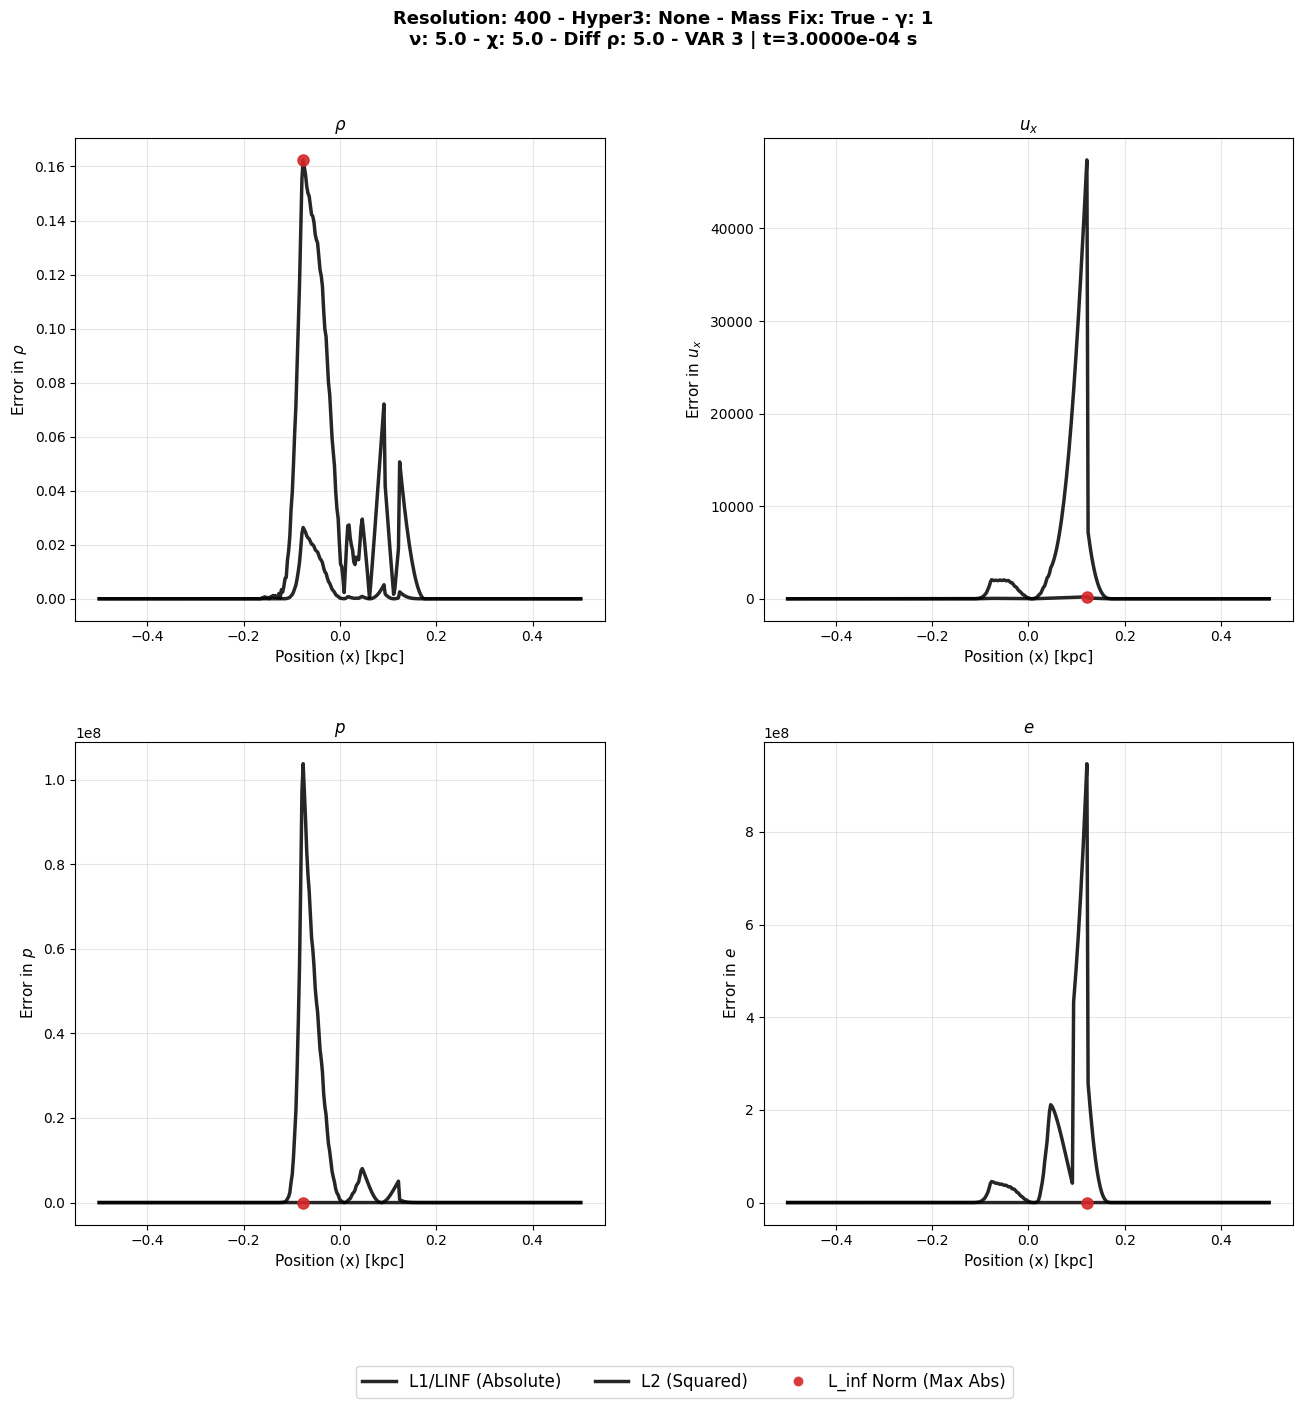 Resolution: 400 - Hyper3: None - Mass Fix: True - γ: 1
ν: 5.0 - χ: 5.0 - Diff ρ: 5.0 - VAR 3 | t=3.0000e-04 s
ρ
Error in ρ
0.16
0.14
0.12
0.10
0.08
0.06
0.04
0.02
0.00
−0.4 −0.2 0.0 0.2 0.4
Position (x) [kpc]
u_x
Error in u_x
40000
30000
20000
10000
0
−0.4 −0.2 0.0 0.2 0.4
Position (x) [kpc]
p
1e8
Error in p
1.0
0.8
0.6
0.4
0.2
0.0
−0.4 −0.2 0.0 0.2 0.4
Position (x) [kpc]
e
1e8
Error in e
8
6
4
2
0
−0.4 −0.2 0.0 0.2 0.4
Position (x) [kpc]
L1/LINF (Absolute) L2 (Squared) L_inf Norm (Max Abs)